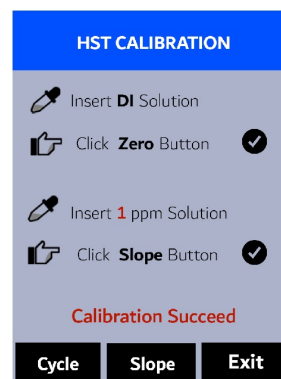 HST CALIBRATION
Insert DI Solution
Click Zero Button
Insert 1 ppm Solution
Click Slope Button
Calibration Succeed
Cycle Slope Exit